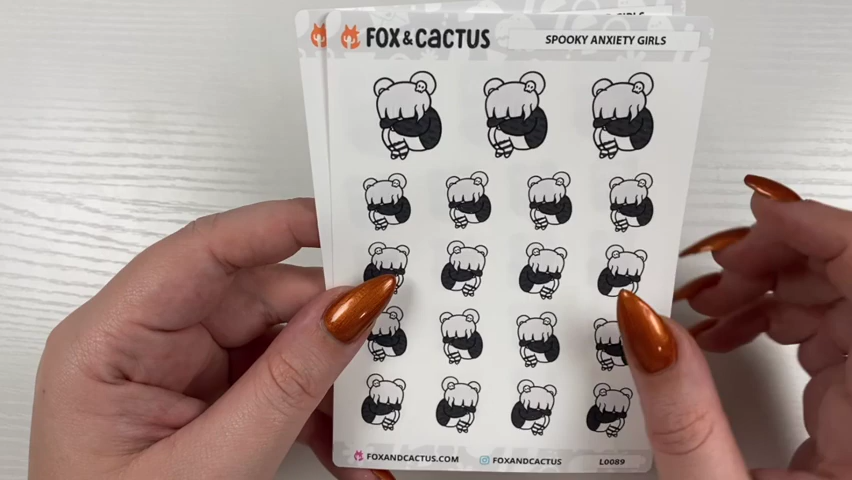 FOX & CACTUS
SPOOKY ANXIETY GIRLS
FOXANDCACTUS.COM
FOXANDCACTUS
L0089